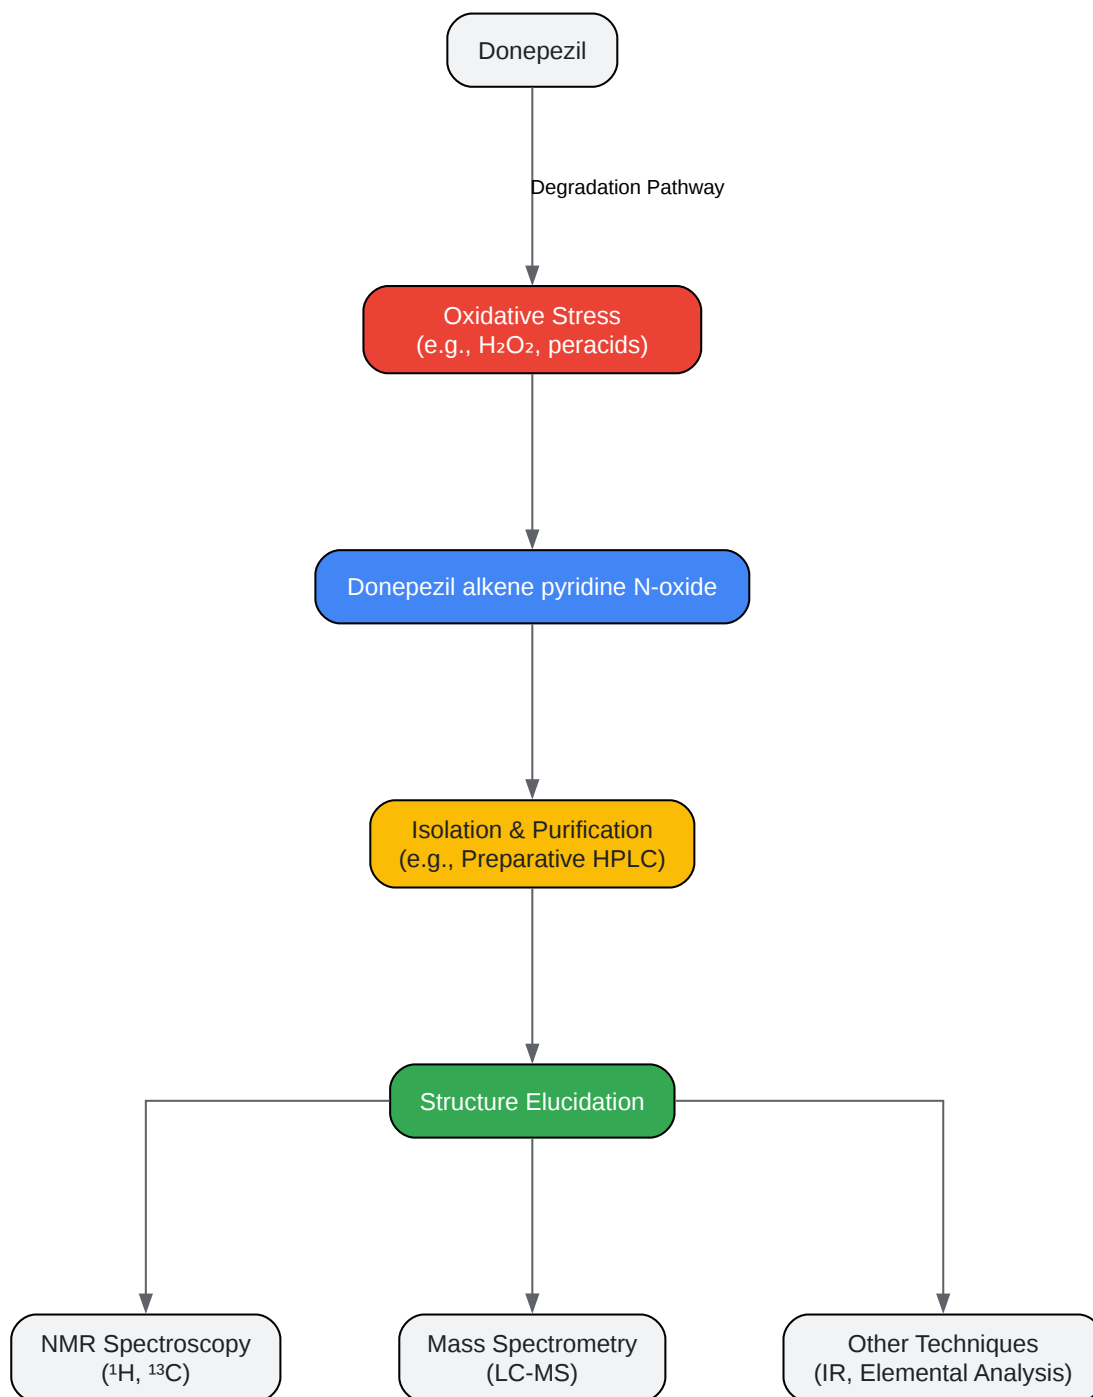 Donepezil
Degradation Pathway
Oxidative Stress
(e.g., H₂O₂, peracids)
Donepezil alkene pyridine N-oxide
Isolation & Purification
(e.g., Preparative HPLC)
Structure Elucidation
NMR Spectroscopy
(¹H, ¹³C)
Mass Spectrometry
(LC-MS)
Other Techniques
(IR, Elemental Analysis)